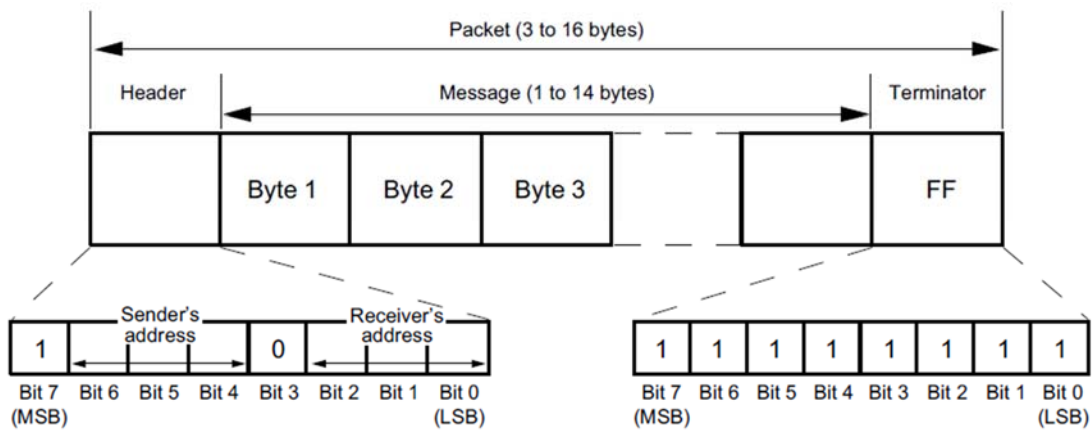 Packet (3 to 16 bytes)
Header
Message (1 to 14 bytes)
Terminator
Byte 1
Byte 2
Byte 3
FF
Sender's
address
Receiver's
address
1
0
1 1 1 1 1 1 1 1
Bit 7 Bit 6 Bit 5 Bit 4 Bit 3 Bit 2 Bit 1 Bit 0
(MSB)
(LSB)
Bit 7 Bit 6 Bit 5 Bit 4 Bit 3 Bit 2 Bit 1 Bit 0
(MSB)
(LSB)